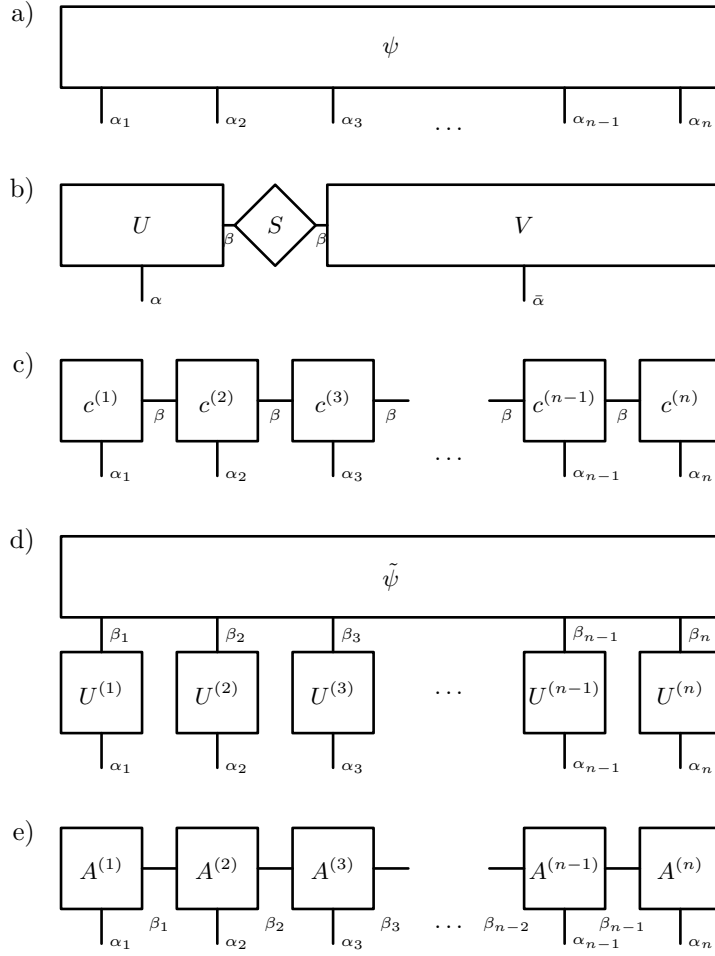 a)
ψ
α₁ α₂ α₃ ... αₙ₋₁ αₙ
b)
U β S β V
α ᾱ
c)
c⁽¹⁾ β c⁽²⁾ β c⁽³⁾ β β c⁽ⁿ⁻¹⁾ β c⁽ⁿ⁾
α₁ α₂ α₃ ... αₙ₋₁ αₙ
d)
ψ̃
β₁ β₂ β₃ βₙ₋₁ βₙ
U⁽¹⁾ U⁽²⁾ U⁽³⁾ ... U⁽ⁿ⁻¹⁾ U⁽ⁿ⁾
α₁ α₂ α₃ αₙ₋₁ αₙ
e)
A⁽¹⁾ A⁽²⁾ A⁽³⁾ A⁽ⁿ⁻¹⁾ A⁽ⁿ⁾
β₁ β₂ β₃ ... βₙ₋₂ βₙ₋₁
α₁ α₂ α₃ αₙ₋₁ αₙ